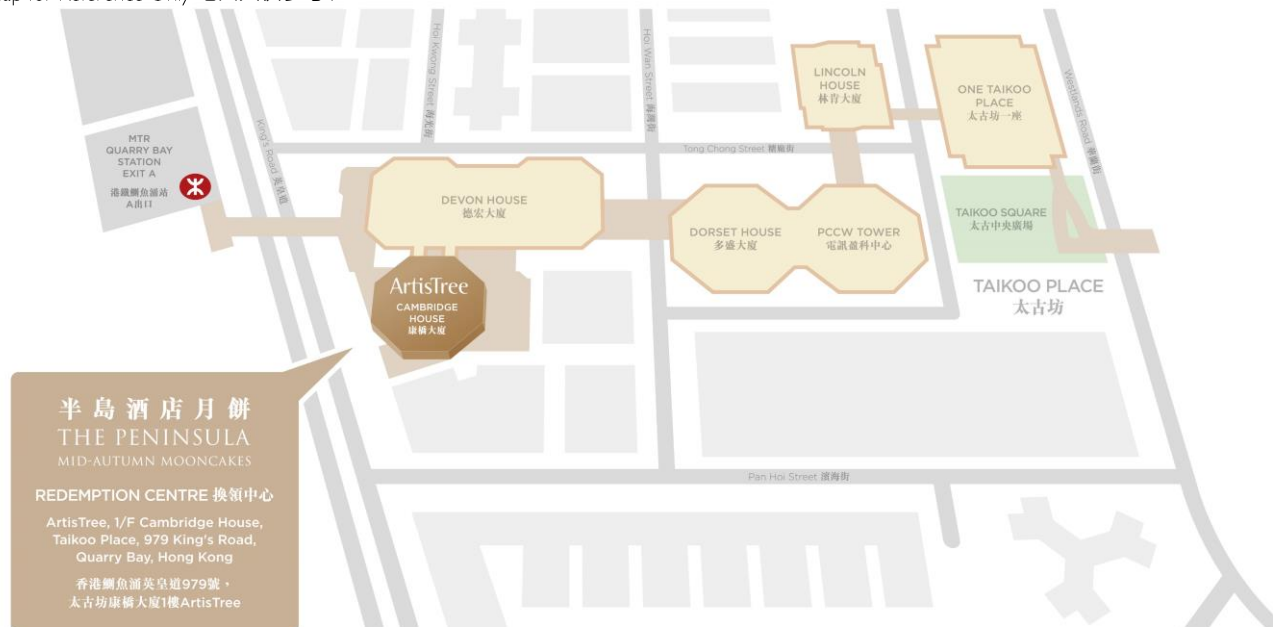 Hoi Kwong Street 海光街
Hoi Wan Street 海灣街
LINCOLN
HOUSE
林肯大廈
ONE TAIKOO
PLACE
太古坊一座
Westlands Road 華蘭街
MTR
QUARRY BAY
STATION
EXIT A
港鐵鰂魚涌站
A出口
King's Road 英皇道
Tong Chong Street 糖廠街
DEVON HOUSE
德宏大廈
DORSET HOUSE
多盛大廈
PCCW TOWER
電訊盈科中心
TAIKOO SQUARE
太古中央廣場
TAIKOO PLACE
太古坊
ArtisTree
CAMBRIDGE
HOUSE
康橋大廈
半島酒店月餅
THE PENINSULA
MID-AUTUMN MOONCAKES
REDEMPTION CENTRE 換領中心
ArtisTree, 1/F Cambridge House,
Taikoo Place, 979 King's Road,
Quarry Bay, Hong Kong
香港鰂魚涌英皇道979號，
太古坊康橋大廈1樓ArtisTree
Pan Hoi Street 濱海街